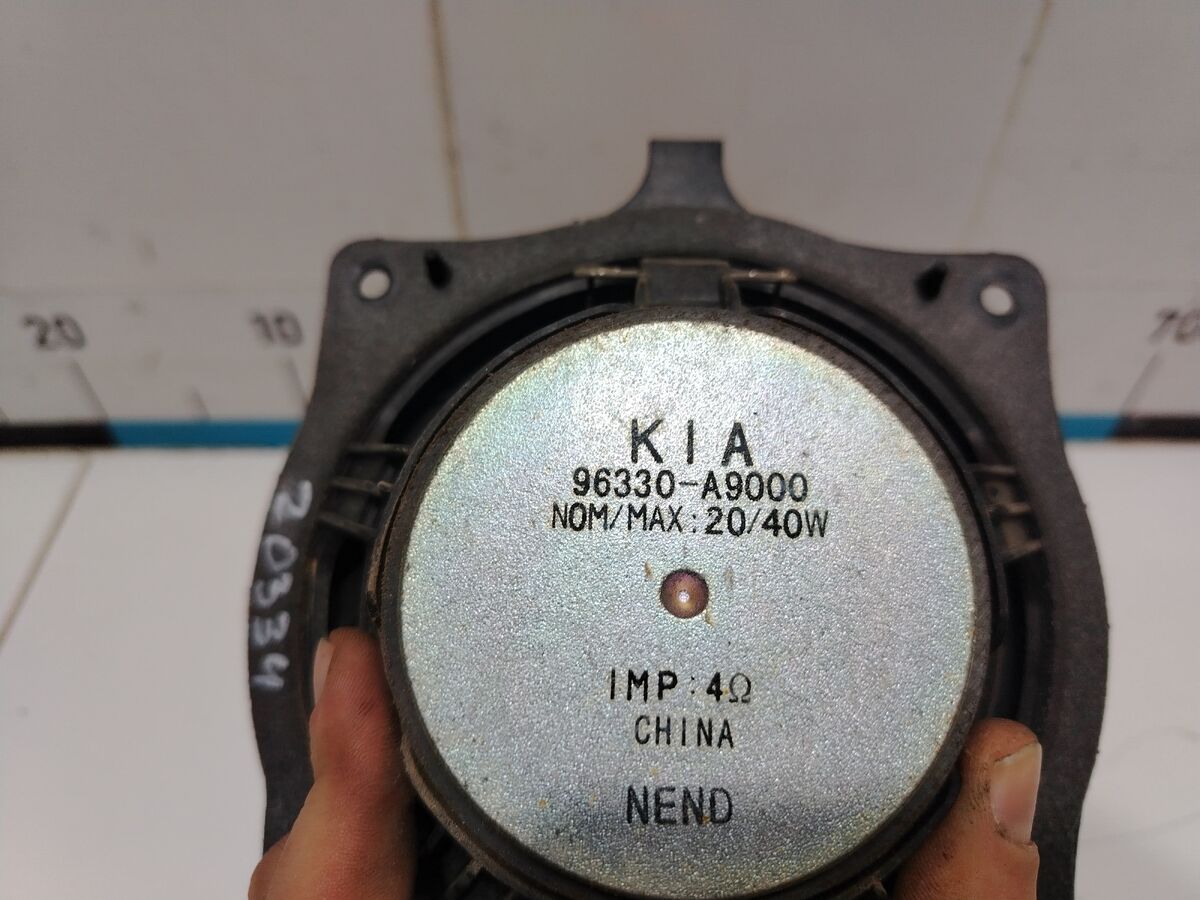 20
10
70
KIA
96330-A9000
NOM/MAX:20/40W
20334
IMP:4Ω
CHINA
NEND